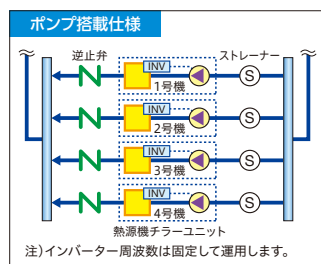 ポンプ搭載仕様
逆止弁
ストレーナー
INV
1号機
S
INV
2号機
S
INV
3号機
S
INV
4号機
S
熱源機チラーユニット
注)インバーター周波数は固定して運用します。